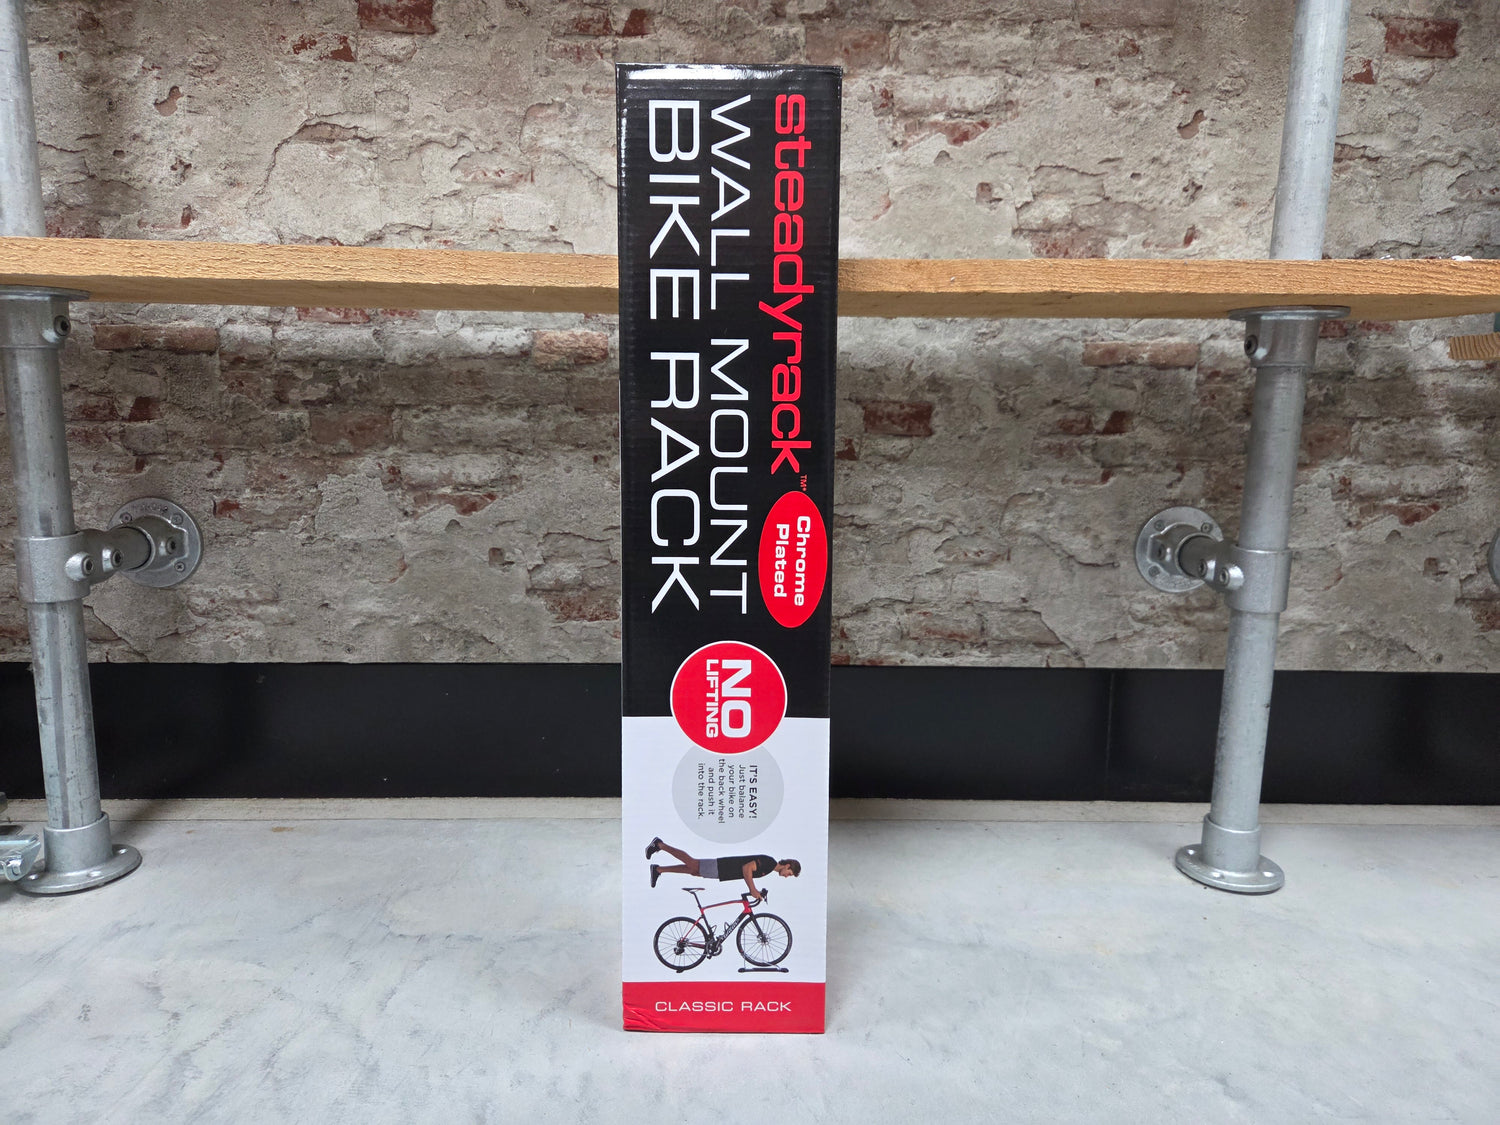 steadyrack™
WALL MOUNT
BIKE RACK
Chrome
Plated
NO
LIFTING
IT'S EASY!
Just balance
your bike on
the back wheel
and push it
into the rack.
CLASSIC RACK